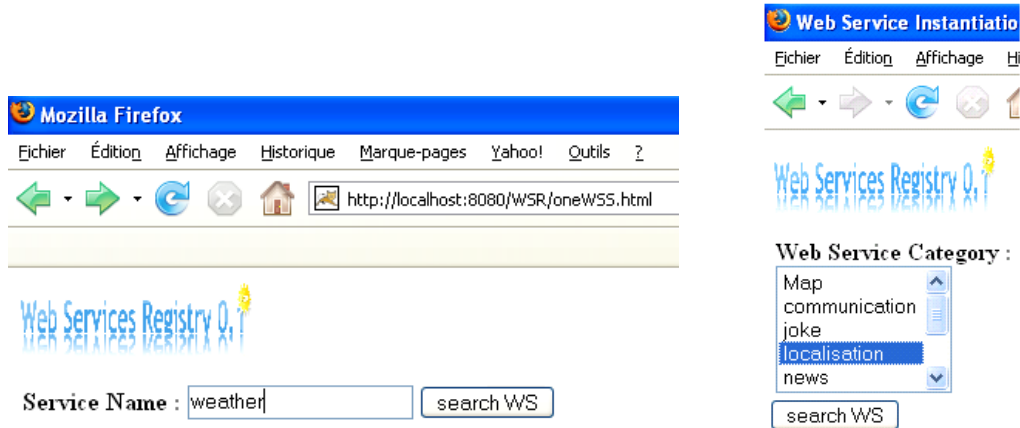 Mozilla Firefox
Fichier Édition Affichage Historique Marque-pages Yahoo! Outils ?
http://localhost:8080/WSR/oneWSS.html
Web Services Registry 0.1
Service Name : weather search WS
Web Service Instantiatio
Fichier Édition Affichage Hi
Web Services Registry 0.1
Web Service Category :
Map
communication
joke
localisation
news
search WS